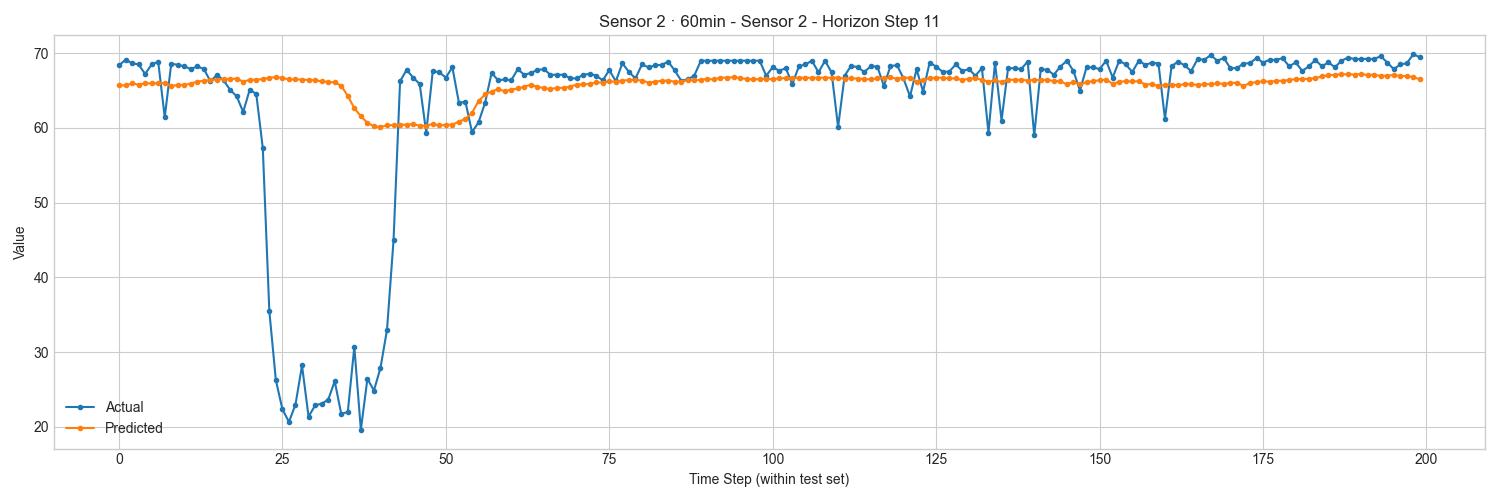 Sensor 2 · 60min - Sensor 2 - Horizon Step 11
Value
70
60
50
40
30
20
Actual
Predicted
0 25 50 75 100 125 150 175 200
Time Step (within test set)